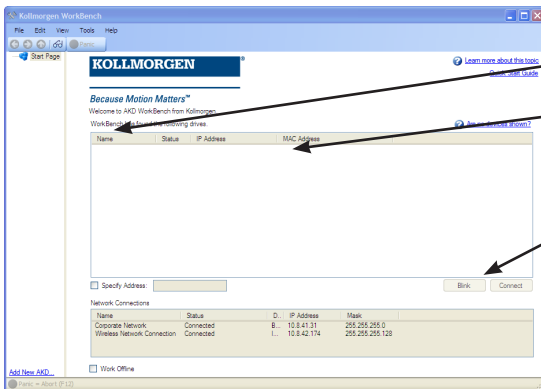 Kollmorgen WorkBench
File Edit View Tools Help
Panic
Start Page
KOLLMORGEN®
Learn more about this topic
Quick Start Guide
Because Motion Matters™
Welcome to AKD WorkBench from Kollmorgen.
WorkBench has found the following drives.
Are no devices shown?
Name Status IP Address MAC Address
Specify Address:
Blink Connect
Network Connections
Name Status D... IP Address Mask
Corporate Network Connected B... 10.8.41.31 255.255.255.0
Wireless Network Connection Connected I... 10.8.42.174 255.255.255.128
Add New AKD...
Work Offline
Panic = Abort (F12)